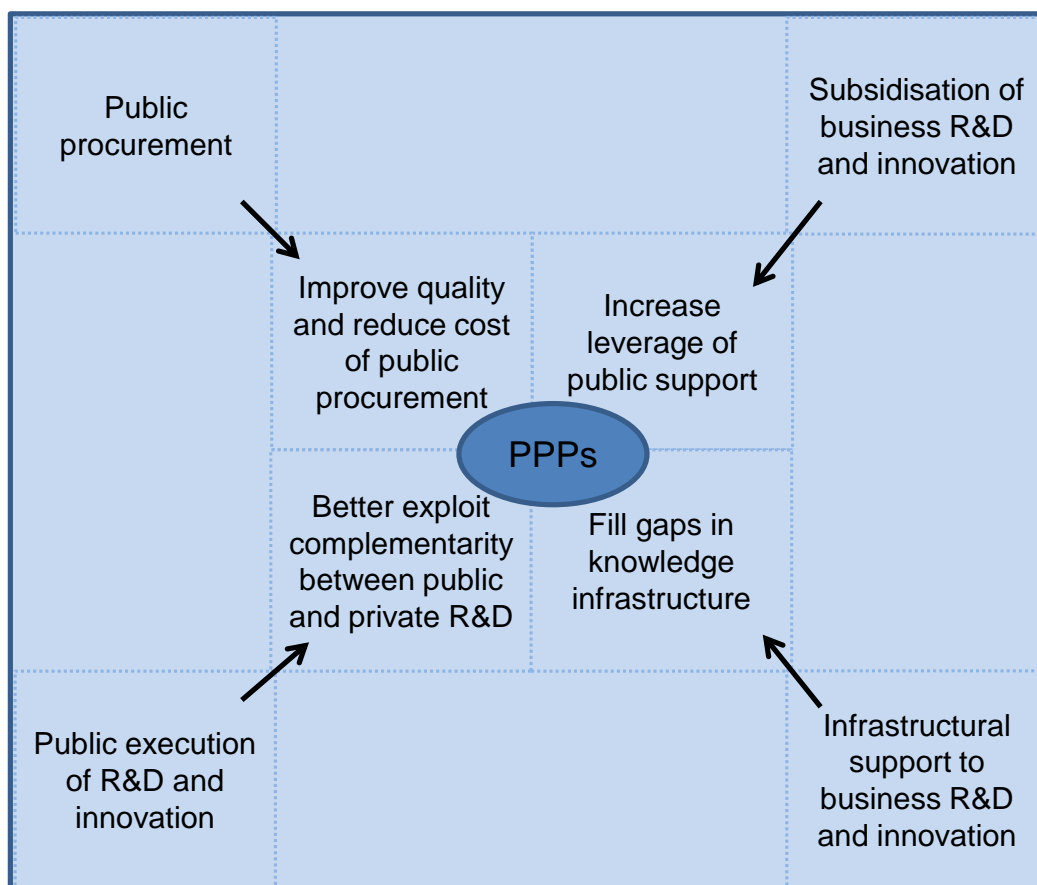 Public
procurement
Subsidisation of
business R&D
and innovation
Improve quality
and reduce cost
of public
procurement
Increase
leverage of
public support
PPPs
Better exploit
complementarity
between public
and private R&D
Fill gaps in
knowledge
infrastructure
Public execution
of R&D and
innovation
Infrastructural
support to
business R&D
and innovation